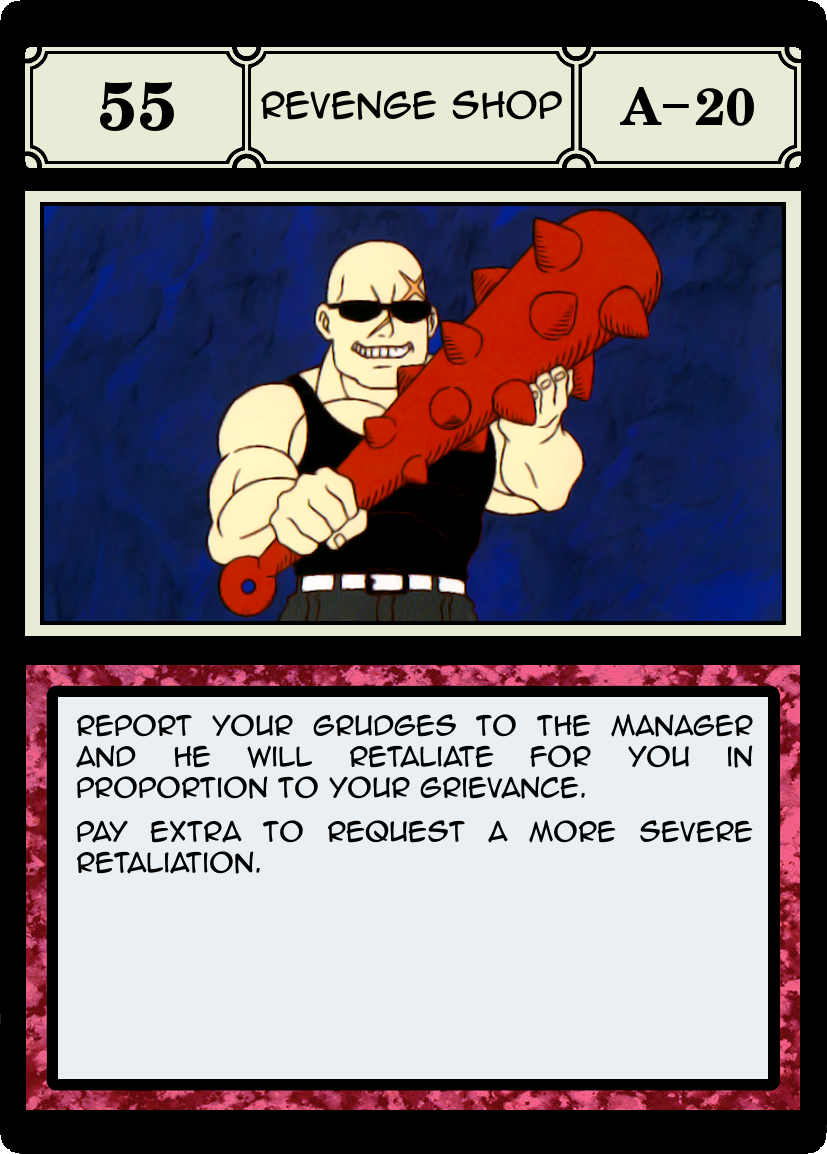 55
REVENGE SHOP
A-20
REPORT YOUR GRUDGES TO THE MANAGER
AND HE WILL RETALIATE FOR YOU IN
PROPORTION TO YOUR GRIEVANCE.
PAY EXTRA TO REQUEST A MORE SEVERE
RETALIATION.